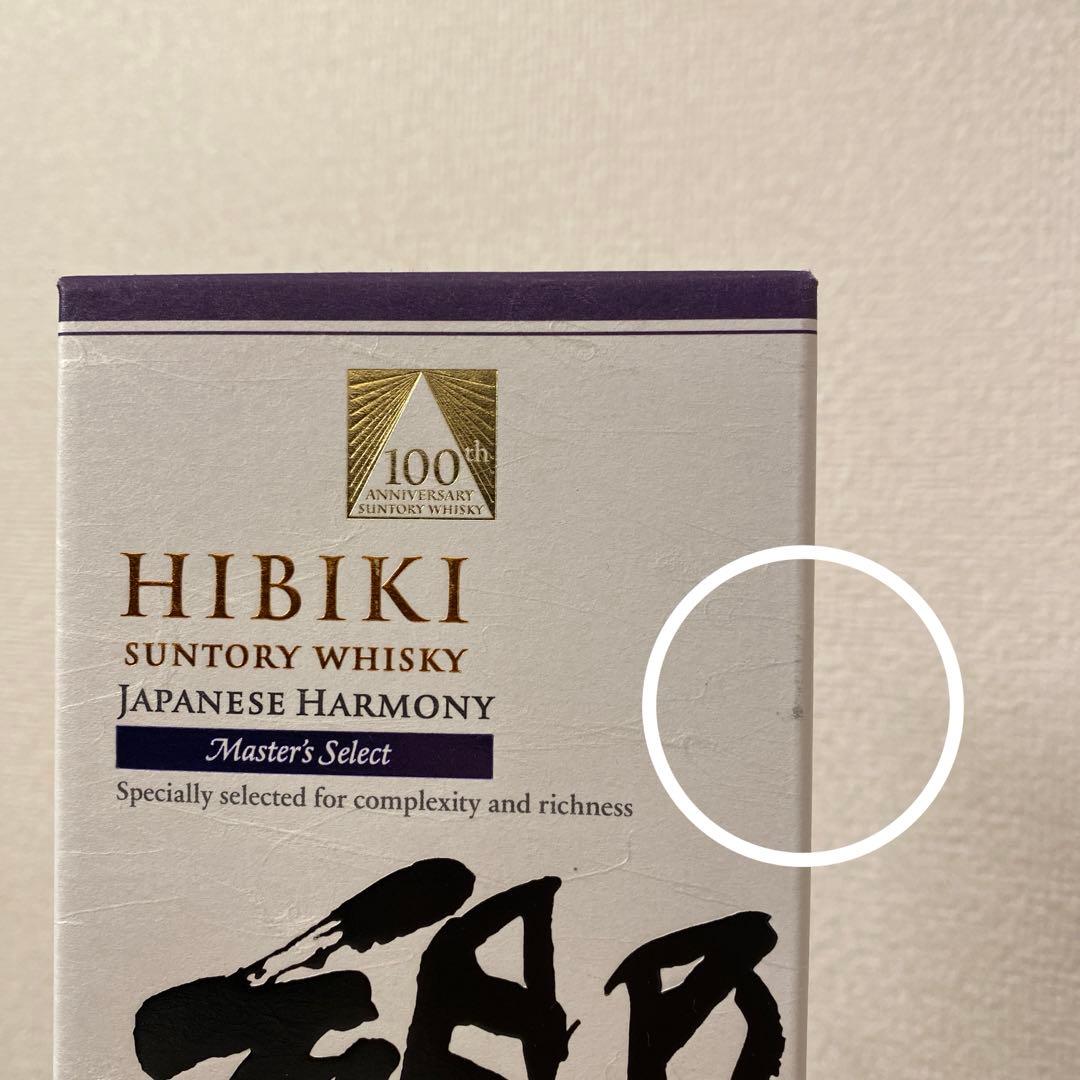 100th
ANNIVERSARY
SUNTORY WHISKY
HIBIKI
SUNTORY WHISKY
JAPANESE HARMONY
Master's Select
Specially selected for complexity and richness